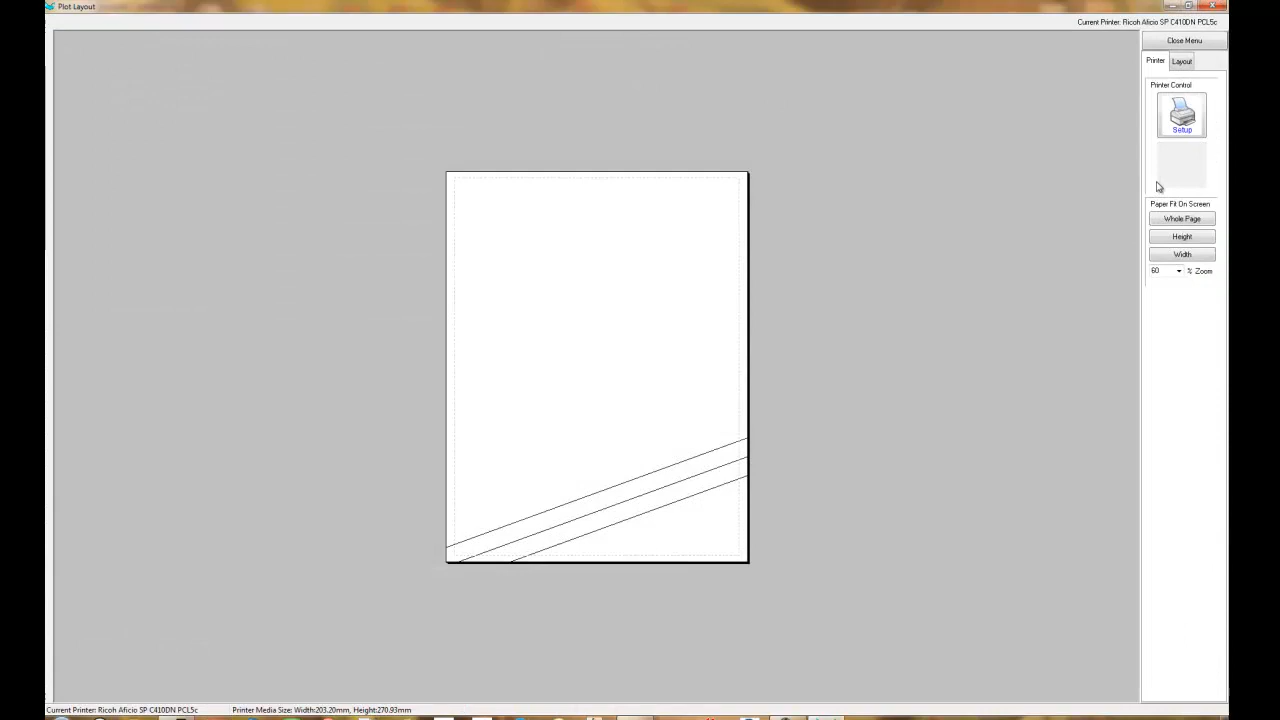 Plot Layout
Current Printer: Ricoh Aficio SP C410DN PCL5c
Close Menu
Printer
Layout
Printer Control
Setup
Paper Fit On Screen
Whole Page
Height
Width
60
% Zoom
Current Printer: Ricoh Aficio SP C410DN PCL5c
Printer Media Size: Width:203.20mm, Height:270.93mm